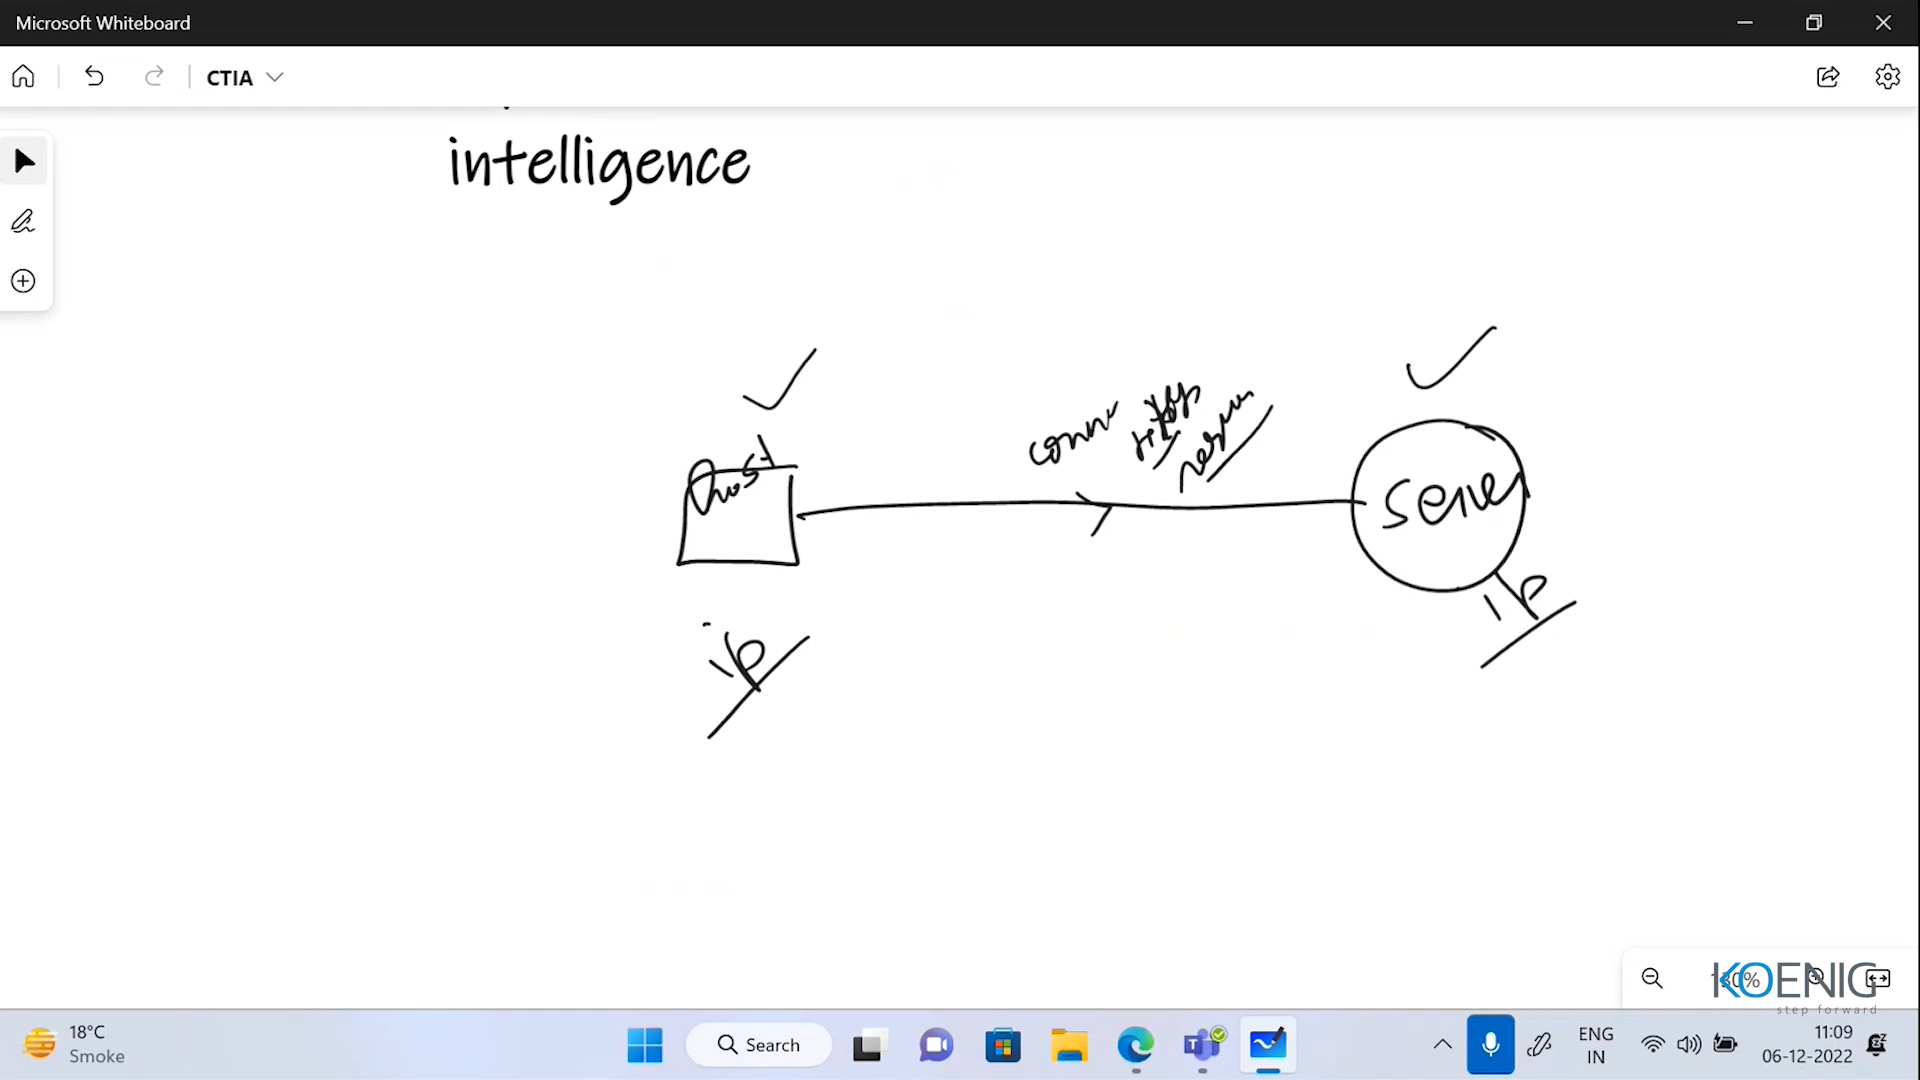 Microsoft Whiteboard
CTIA
intelligence
Host
Server
ip
ip
KOENIG
step forward
18°C
Smoke
Search
ENG
IN
11:09
06-12-2022